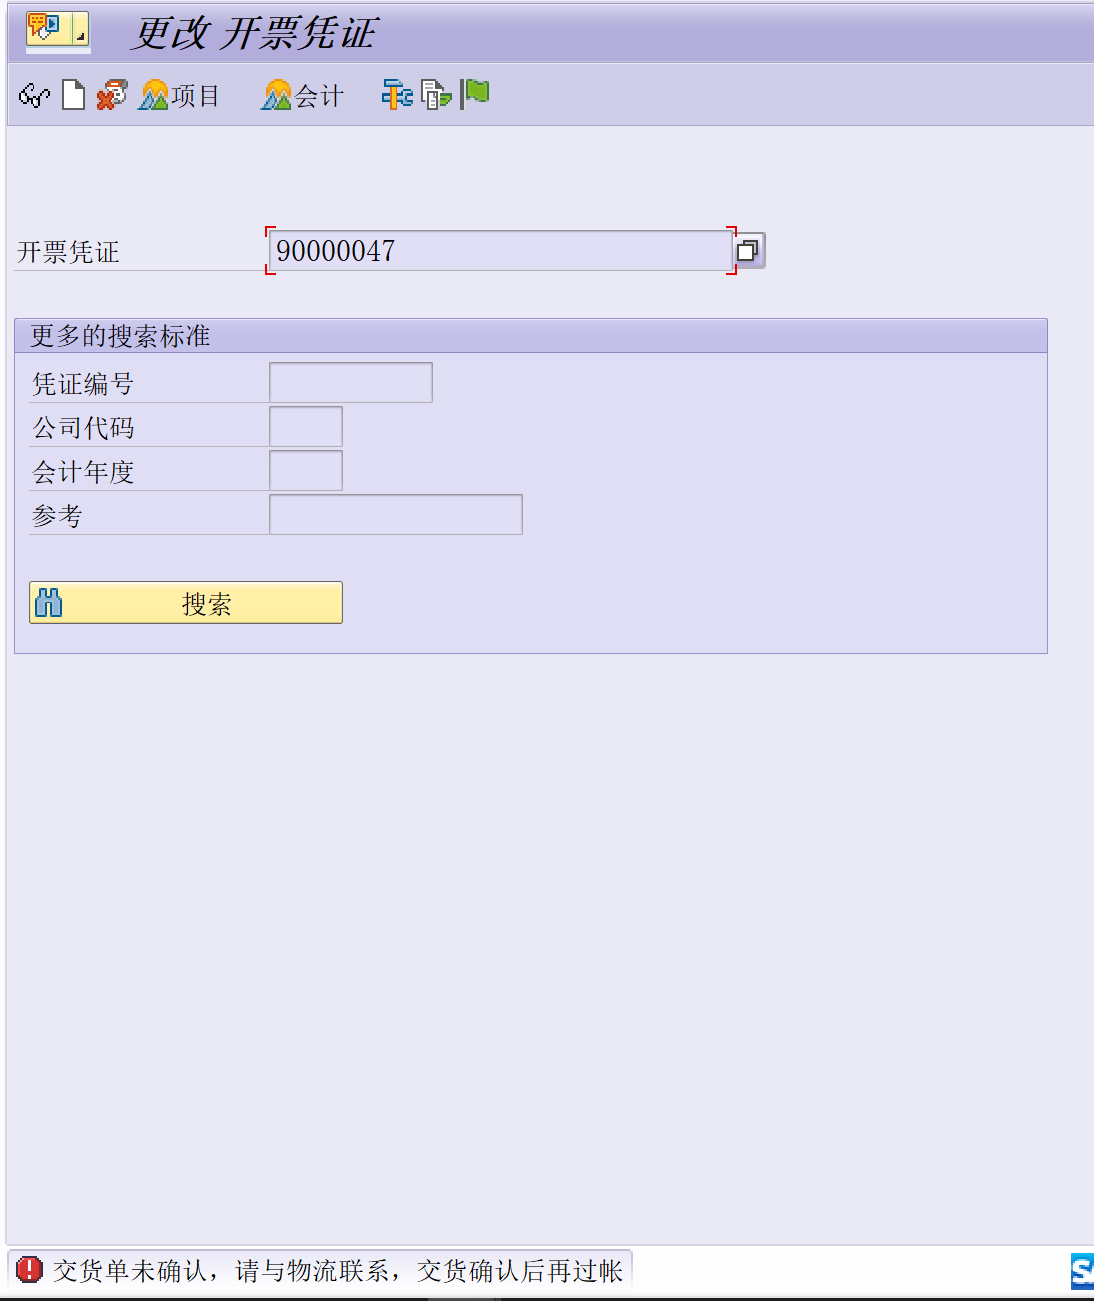 更改 开票凭证
项目 会计
开票凭证 90000047
更多的搜索标准
凭证编号
公司代码
会计年度
参考
搜索
交货单未确认，请与物流联系，交货确认后再过帐